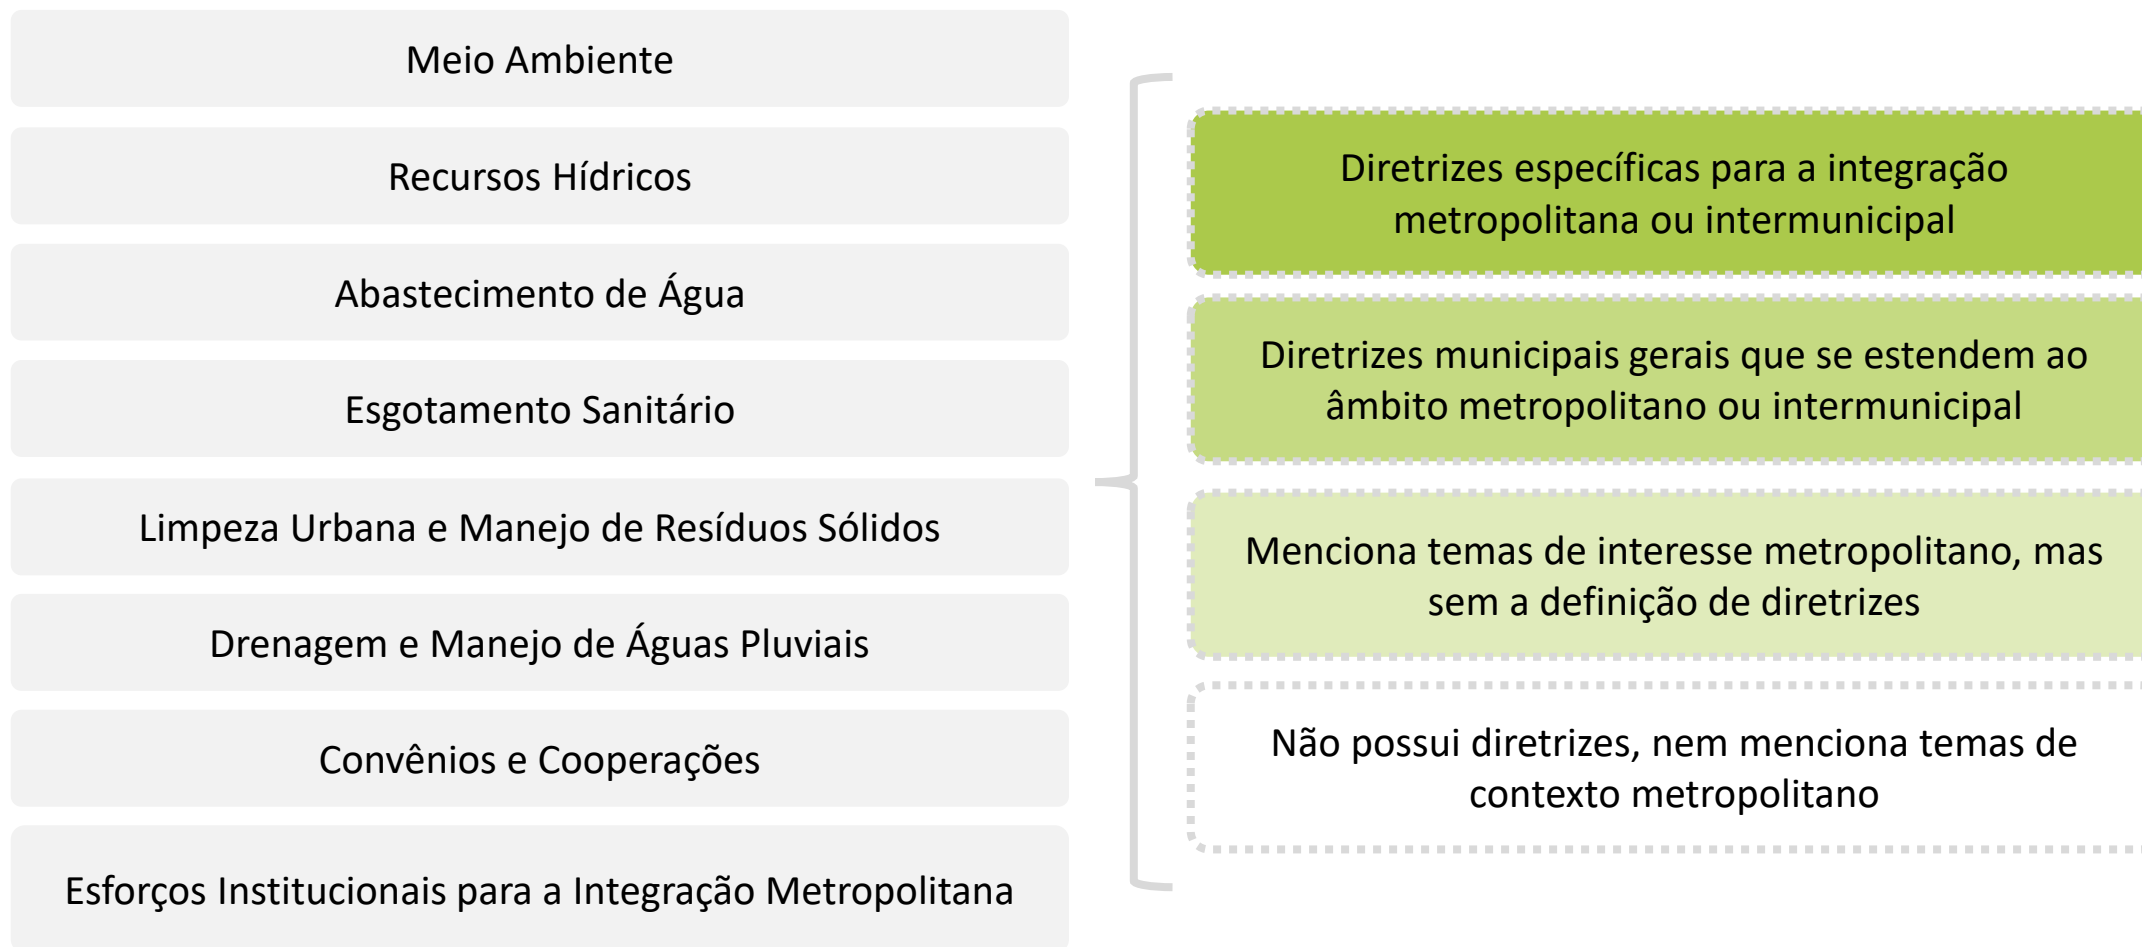 Meio Ambiente
Recursos Hídricos
Abastecimento de Água
Esgotamento Sanitário
Limpeza Urbana e Manejo de Resíduos Sólidos
Drenagem e Manejo de Águas Pluviais
Convênios e Cooperações
Esforços Institucionais para a Integração Metropolitana
Diretrizes específicas para a integração
metropolitana ou intermunicipal
Diretrizes municipais gerais que se estendem ao
âmbito metropolitano ou intermunicipal
Menciona temas de interesse metropolitano, mas
sem a definição de diretrizes
Não possui diretrizes, nem menciona temas de
contexto metropolitano